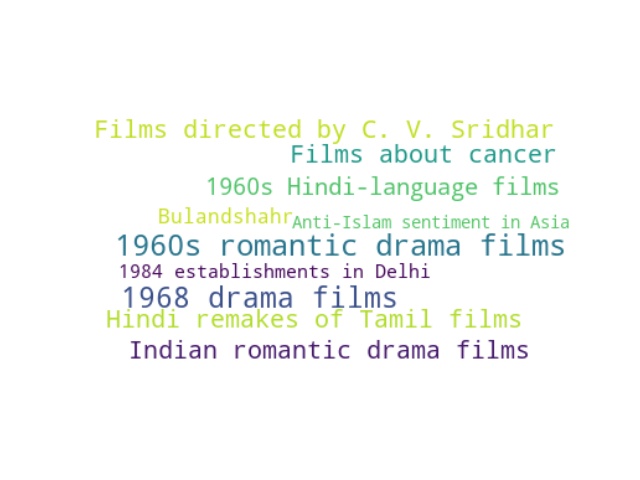 Films directed by C. V. Sridhar
Films about cancer
1960s Hindi-language films
Bulandshahr
Anti-Islam sentiment in Asia
1960s romantic drama films
1984 establishments in Delhi
1968 drama films
Hindi remakes of Tamil films
Indian romantic drama films